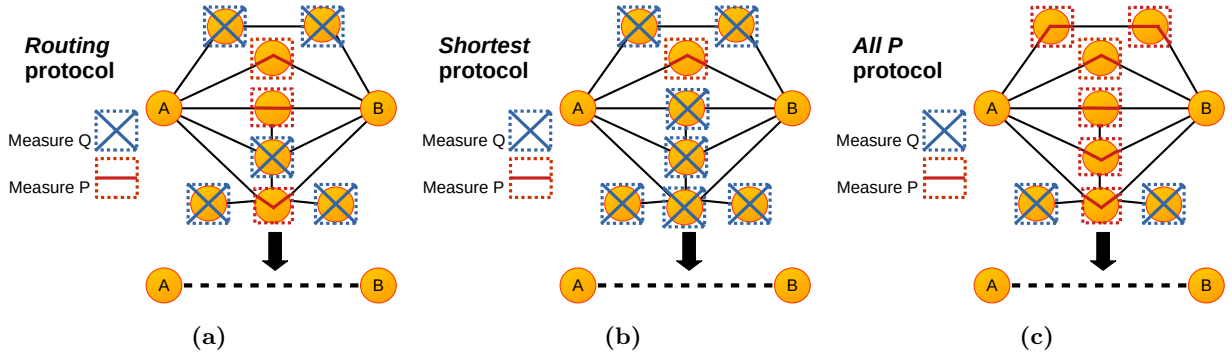 Routing
protocol
A
B
Measure Q
Measure P
A
B
(a)
Shortest
protocol
A
B
Measure Q
Measure P
A
B
(b)
All P
protocol
A
B
Measure Q
Measure P
A
B
(c)